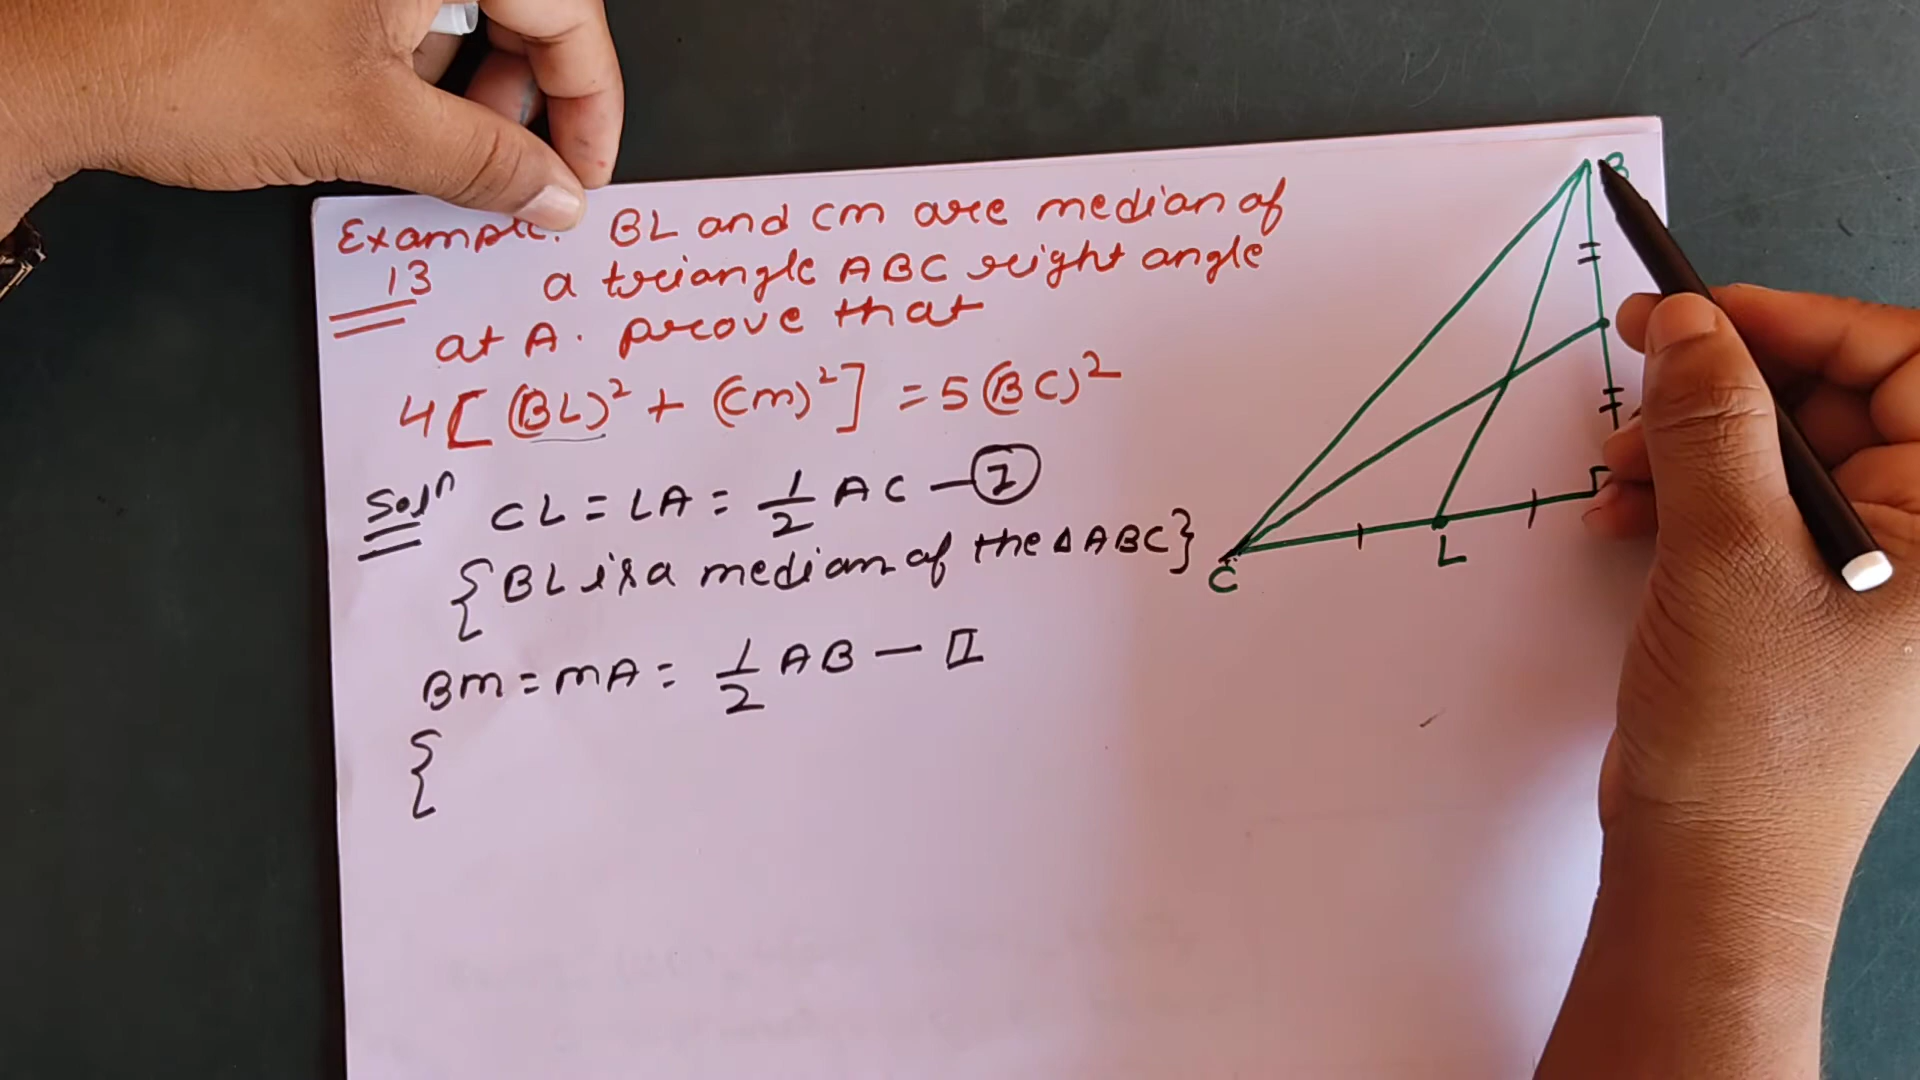 Example: BL and CM are median of
13 a triangle ABC right angle
at A. prove that
4[(BL)² + (CM)²] = 5(BC)²
Solⁿ CL = LA = 1/2 AC — I
{BL is a median of the ΔABC}
BM = MA = 1/2 AB — II
{
B
C
L